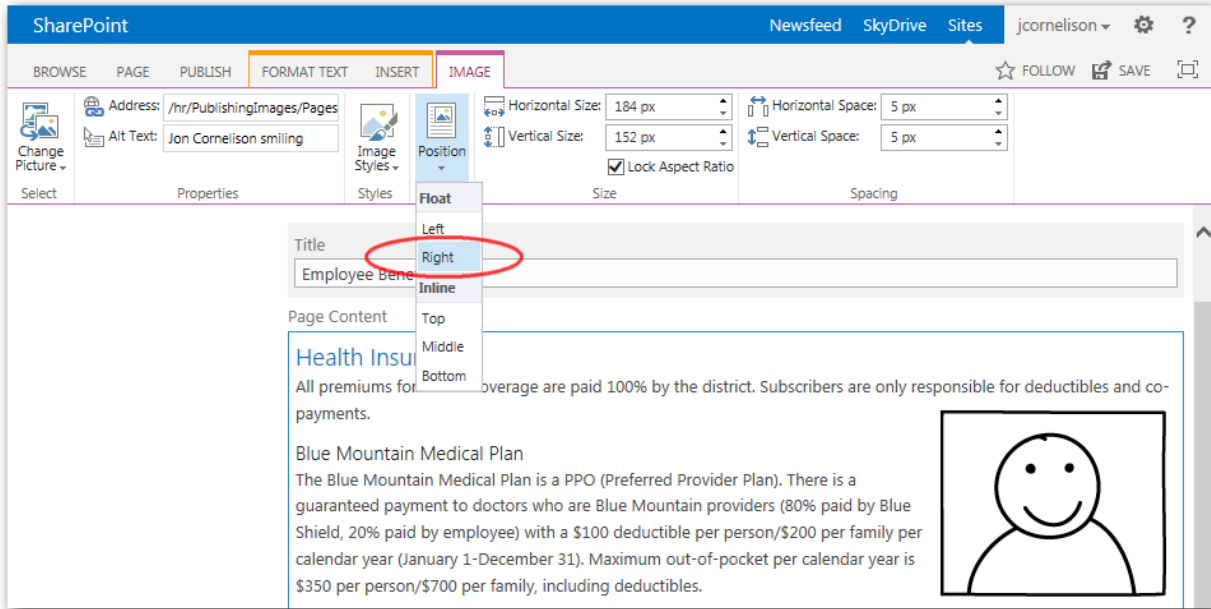 SharePoint Newsfeed SkyDrive Sites jcornelison ?
BROWSE PAGE PUBLISH FORMAT TEXT INSERT IMAGE FOLLOW SAVE
Address: /hr/PublishingImages/Pages Horizontal Size: 184 px Horizontal Space: 5 px
Alt Text: Jon Cornelison smiling Vertical Size: 152 px Vertical Space: 5 px
Change Picture
Image Styles
Position
Lock Aspect Ratio
Select Properties Styles Size Spacing
Float
Left
Right
Inline
Top
Middle
Bottom
Title
Employee
Page Content
Health
All premiums for overage are paid 100% by the district. Subscribers are only responsible for deductibles and co-
payments.
Blue Mountain Medical Plan
The Blue Mountain Medical Plan is a PPO (Preferred Provider Plan). There is a
guaranteed payment to doctors who are Blue Mountain providers (80% paid by Blue
Shield, 20% paid by employee) with a $100 deductible per person/$200 per family per
calendar year (January 1-December 31). Maximum out-of-pocket per calendar year is
$350 per person/$700 per family, including deductibles.